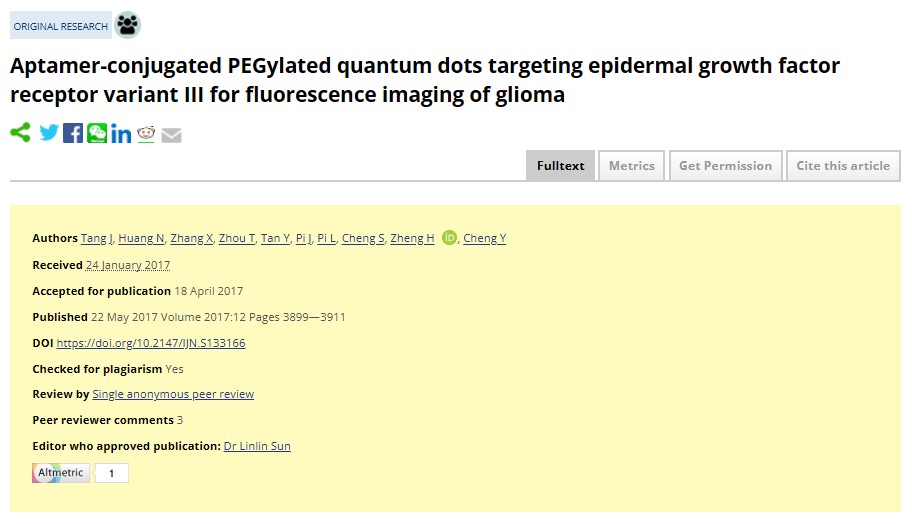 ORIGINAL RESEARCH
Aptamer-conjugated PEGylated quantum dots targeting epidermal growth factor
receptor variant III for fluorescence imaging of glioma
Fulltext Metrics Get Permission Cite this article
Authors Tang J, Huang N, Zhang X, Zhou T, Tan Y, Pi J, Pi L, Cheng S, Zheng H iD, Cheng Y
Received 24 January 2017
Accepted for publication 18 April 2017
Published 22 May 2017 Volume 2017:12 Pages 3899—3911
DOI https://doi.org/10.2147/IJN.S133166
Checked for plagiarism Yes
Review by Single anonymous peer review
Peer reviewer comments 3
Editor who approved publication: Dr Linlin Sun
Altmetric 1